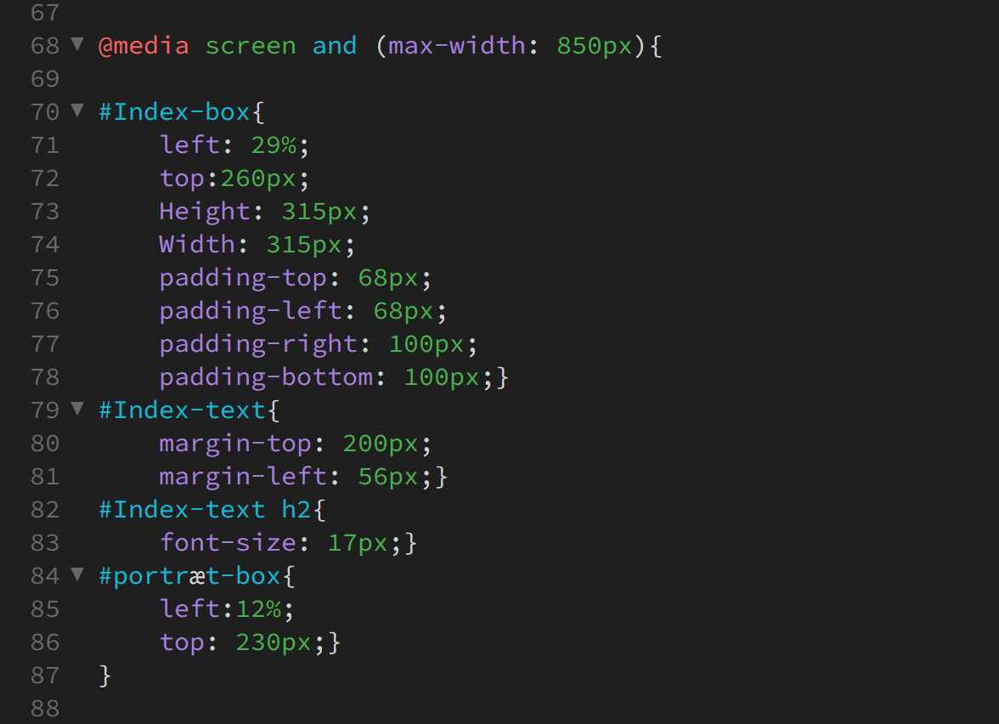 67
68 ▼ @media screen and (max-width: 850px){
69
70 ▼ #Index-box{
71     left: 29%;
72     top:260px;
73     Height: 315px;
74     Width: 315px;
75     padding-top: 68px;
76     padding-left: 68px;
77     padding-right: 100px;
78     padding-bottom: 100px;}
79 ▼ #Index-text{
80     margin-top: 200px;
81     margin-left: 56px;}
82 #Index-text h2{
83     font-size: 17px;}
84 ▼ #portræt-box{
85     left:12%;
86     top: 230px;}
87 }
88